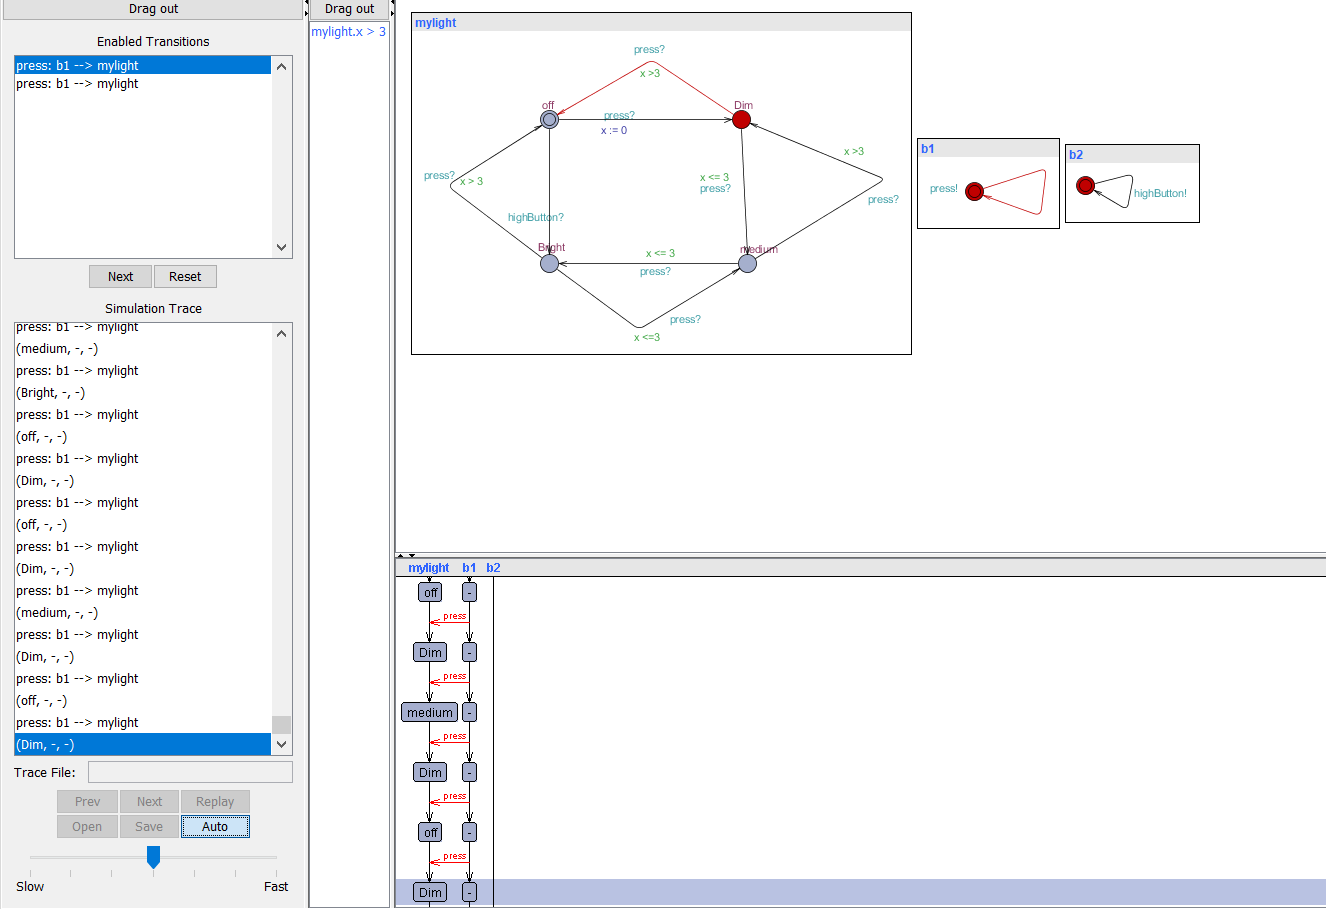 Drag out
Enabled Transitions
press: b1 --> mylight
press: b1 --> mylight
Next
Reset
Simulation Trace
press: b1 --> mylight
(medium, -, -)
press: b1 --> mylight
(Bright, -, -)
press: b1 --> mylight
(off, -, -)
press: b1 --> mylight
(Dim, -, -)
press: b1 --> mylight
(off, -, -)
press: b1 --> mylight
(Dim, -, -)
press: b1 --> mylight
(medium, -, -)
press: b1 --> mylight
(Dim, -, -)
press: b1 --> mylight
(off, -, -)
press: b1 --> mylight
(Dim, -, -)
Trace File:
Prev
Next
Replay
Open
Save
Auto
Slow
Fast
Drag out
mylight.x > 3
mylight
press?
x >3
off
Dim
press?
x := 0
x >3
press?
x > 3
x <= 3
press?
press?
highButton?
Bright
x <= 3
medium
press?
press?
x <=3
b1
press!
b2
highButton!
mylight b1 b2
off -
press
Dim -
press
medium -
press
Dim -
press
off -
press
Dim -